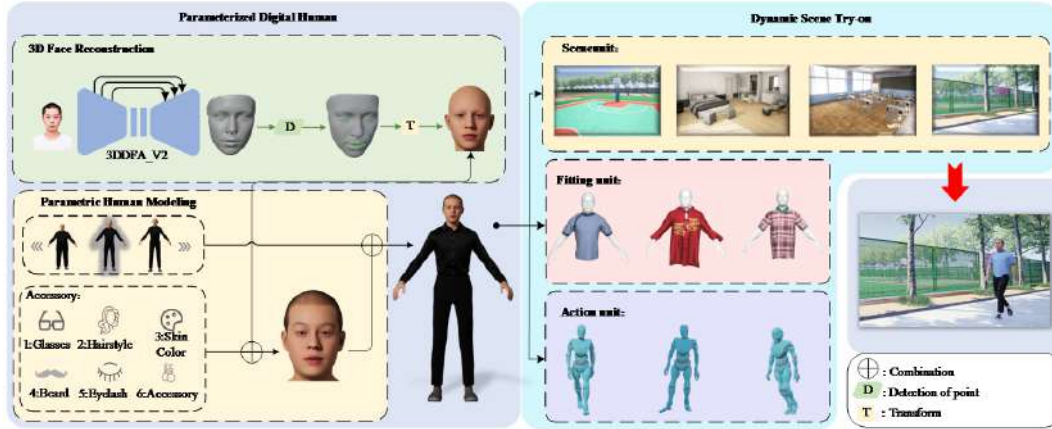 Parameterized Digital Human
3D Face Reconstruction
3DDFA_V2
D
T
Parametric Human Modeling
Accessory:
1:Glasses
2:Hairstyle
3:Skin
Color
4:Beard
5:Eyelash
6:Accessory
Dynamic Scene Try-on
Sceneunit:
Fitting unit:
Action unit:
: Combination
D : Detection of point
T : Transform